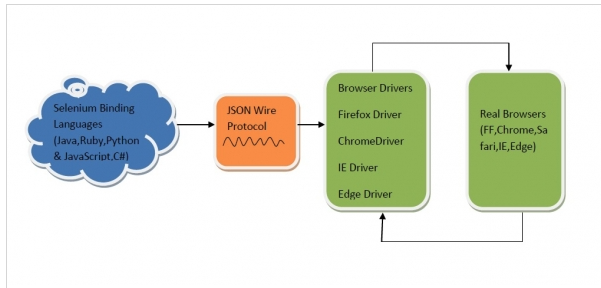 Selenium Binding
Languages
(Java,Ruby,Python
& JavaScript,C#)
JSON Wire
Protocol
Browser Drivers
Firefox Driver
ChromeDriver
IE Driver
Edge Driver
Real Browsers
(FF,Chrome,Sa
fari,IE,Edge)